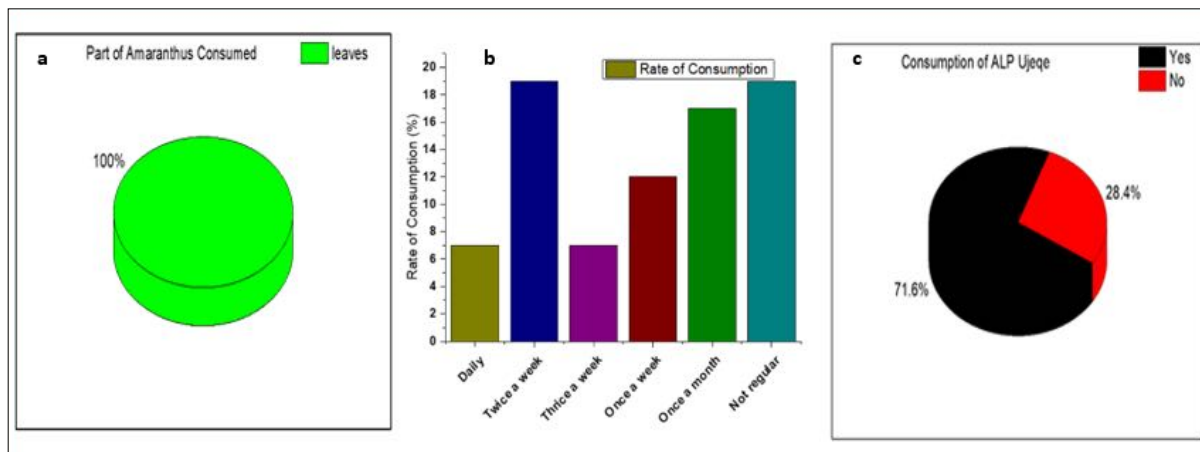 a
Part of Amaranthus Consumed
leaves
100%
b
Rate of Consumption
Rate of Consumption (%)
20
18
16
14
12
10
8
6
4
2
0
Daily
Twice a week
Thrice a week
Once a week
Once a month
Not regular
c
Consumption of ALP Ujeqe
Yes
No
28.4%
71.6%